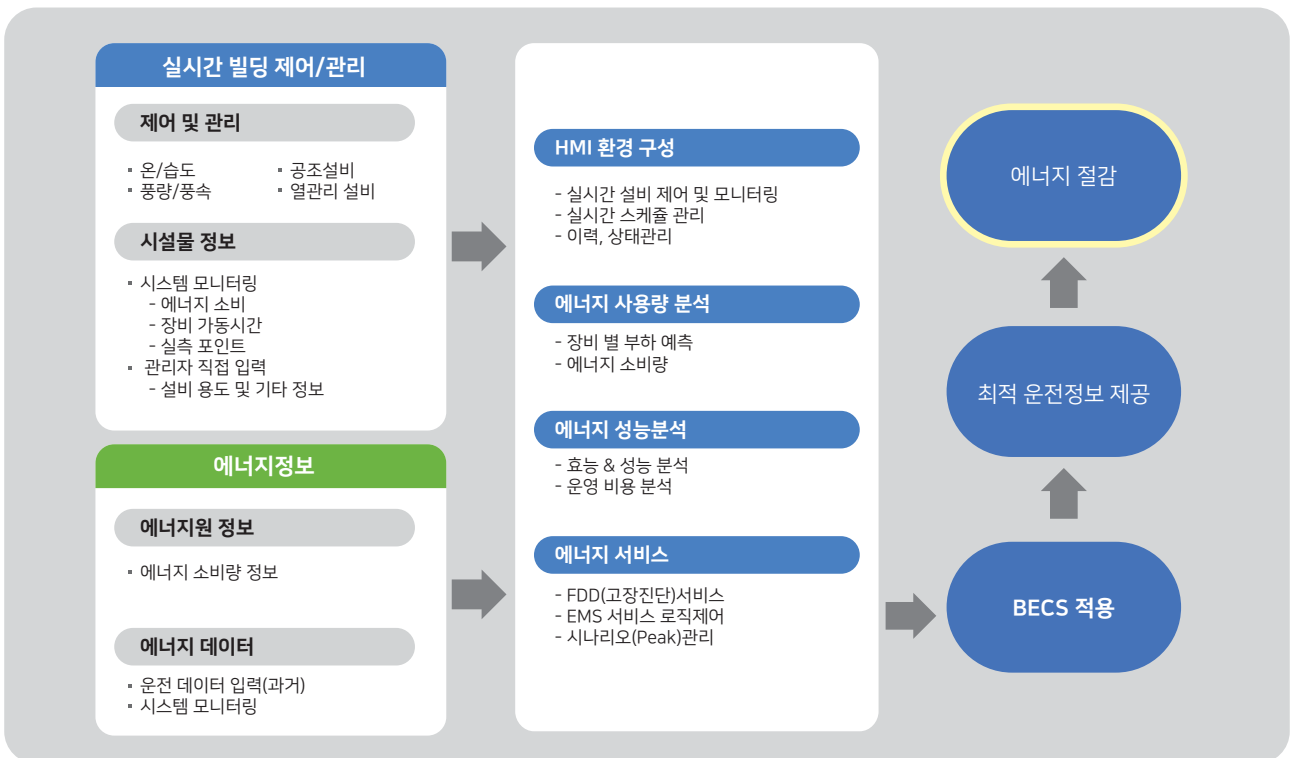 실시간 빌딩 제어/관리
제어 및 관리
▪ 온/습도
▪ 풍량/풍속
▪ 공조설비
▪ 열관리 설비
시설물 정보
▪ 시스템 모니터링
- 에너지 소비
- 장비 가동시간
- 실측 포인트
▪ 관리자 직접 입력
- 설비 용도 및 기타 정보
에너지정보
에너지원 정보
▪ 에너지 소비량 정보
에너지 데이터
▪ 운전 데이터 입력(과거)
▪ 시스템 모니터링
HMI 환경 구성
- 실시간 설비 제어 및 모니터링
- 실시간 스케쥴 관리
- 이력, 상태관리
에너지 사용량 분석
- 장비 별 부하 예측
- 에너지 소비량
에너지 성능분석
- 효능 & 성능 분석
- 운영 비용 분석
에너지 서비스
- FDD(고장진단)서비스
- EMS 서비스 로직제어
- 시나리오(Peak)관리
에너지 절감
최적 운전정보 제공
BECS 적용